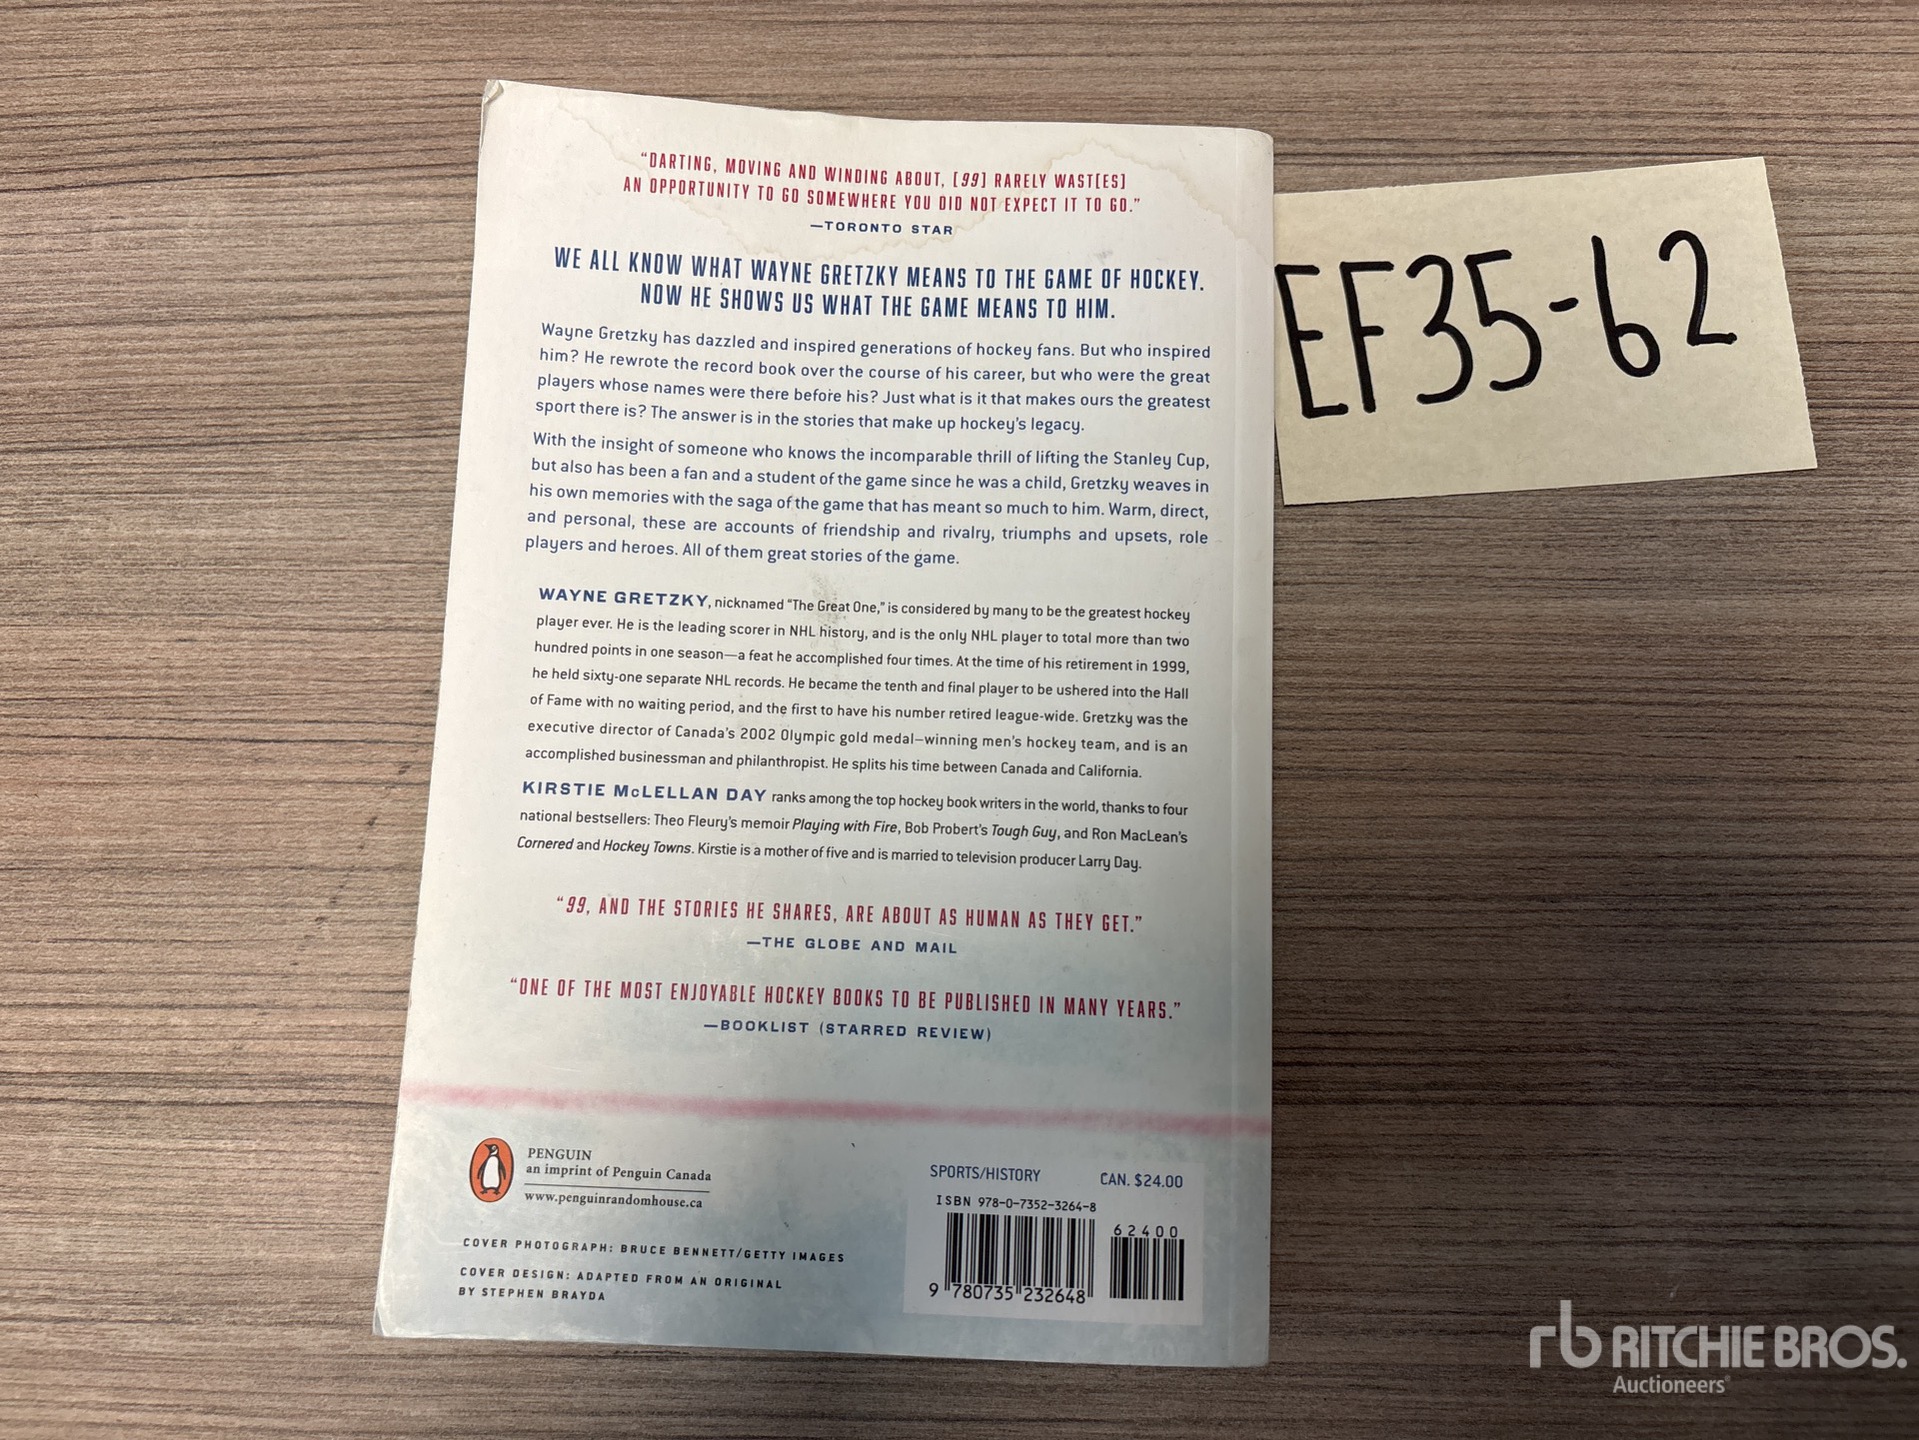 “DARTING, MOVING AND WINDING ABOUT, [99] RARELY WAST[ES]
AN OPPORTUNITY TO GO SOMEWHERE YOU DID NOT EXPECT IT TO GO.”
—TORONTO STAR
WE ALL KNOW WHAT WAYNE GRETZKY MEANS TO THE GAME OF HOCKEY.
NOW HE SHOWS US WHAT THE GAME MEANS TO HIM.
Wayne Gretzky has dazzled and inspired generations of hockey fans. But who inspired
him? He rewrote the record book over the course of his career, but who were the great
players whose names were there before his? Just what is it that makes ours the greatest
sport there is? The answer is in the stories that make up hockey’s legacy.
With the insight of someone who knows the incomparable thrill of lifting the Stanley Cup,
but also has been a fan and a student of the game since he was a child, Gretzky weaves in
his own memories with the saga of the game that has meant so much to him. Warm, direct,
and personal, these are accounts of friendship and rivalry, triumphs and upsets, role
players and heroes. All of them great stories of the game.
WAYNE GRETZKY, nicknamed “The Great One,” is considered by many to be the greatest hockey
player ever. He is the leading scorer in NHL history, and is the only NHL player to total more than two
hundred points in one season—a feat he accomplished four times. At the time of his retirement in 1999,
he held sixty-one separate NHL records. He became the tenth and final player to be ushered into the Hall
of Fame with no waiting period, and the first to have his number retired league-wide. Gretzky was the
executive director of Canada’s 2002 Olympic gold medal–winning men’s hockey team, and is an
accomplished businessman and philanthropist. He splits his time between Canada and California.
KIRSTIE McLELLAN DAY ranks among the top hockey book writers in the world, thanks to four
national bestsellers: Theo Fleury’s memoir Playing with Fire, Bob Probert’s Tough Guy, and Ron MacLean’s
Cornered and Hockey Towns. Kirstie is a mother of five and is married to television producer Larry Day.
“99, AND THE STORIES HE SHARES, ARE ABOUT AS HUMAN AS THEY GET.”
—THE GLOBE AND MAIL
“ONE OF THE MOST ENJOYABLE HOCKEY BOOKS TO BE PUBLISHED IN MANY YEARS.”
—BOOKLIST (STARRED REVIEW)
PENGUIN
an imprint of Penguin Canada
www.penguinrandomhouse.ca
COVER PHOTOGRAPH: BRUCE BENNETT/GETTY IMAGES
COVER DESIGN: ADAPTED FROM AN ORIGINAL
BY STEPHEN BRAYDA
SPORTS/HISTORY CAN. $24.00
ISBN 978-0-7352-3264-8
62400
9 780735 232648
EF35-62
rb RITCHIE BROS.
Auctioneers®